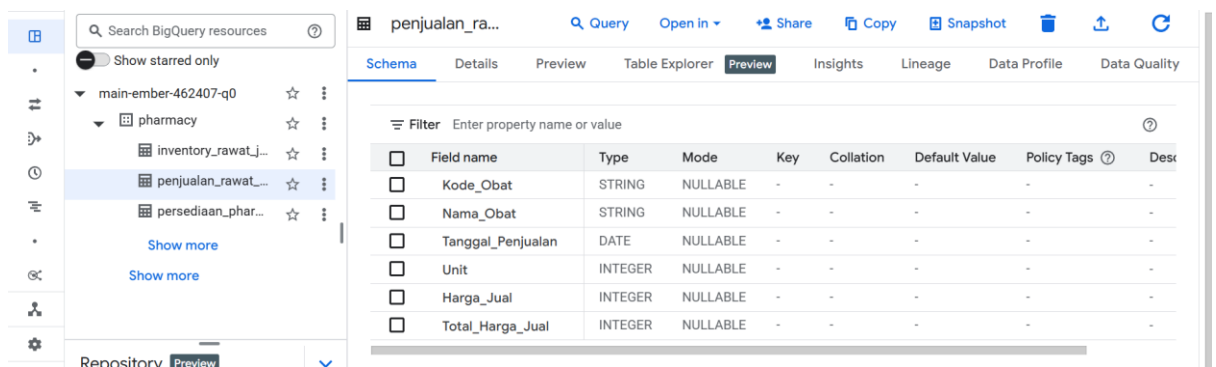 Search BigQuery resources
Show starred only
main-ember-462407-q0
pharmacy
inventory_rawat_j...
penjualan_rawat_...
persediaan_phar...
Show more
Show more
Repository Preview
penjualan_ra... Query Open in Share Copy Snapshot
Schema Details Preview Table Explorer Preview Insights Lineage Data Profile Data Quality
Filter Enter property name or value
Field name Type Mode Key Collation Default Value Policy Tags Desc
Kode_Obat STRING NULLABLE - - - - -
Nama_Obat STRING NULLABLE - - - - -
Tanggal_Penjualan DATE NULLABLE - - - - -
Unit INTEGER NULLABLE - - - - -
Harga_Jual INTEGER NULLABLE - - - - -
Total_Harga_Jual INTEGER NULLABLE - - - - -